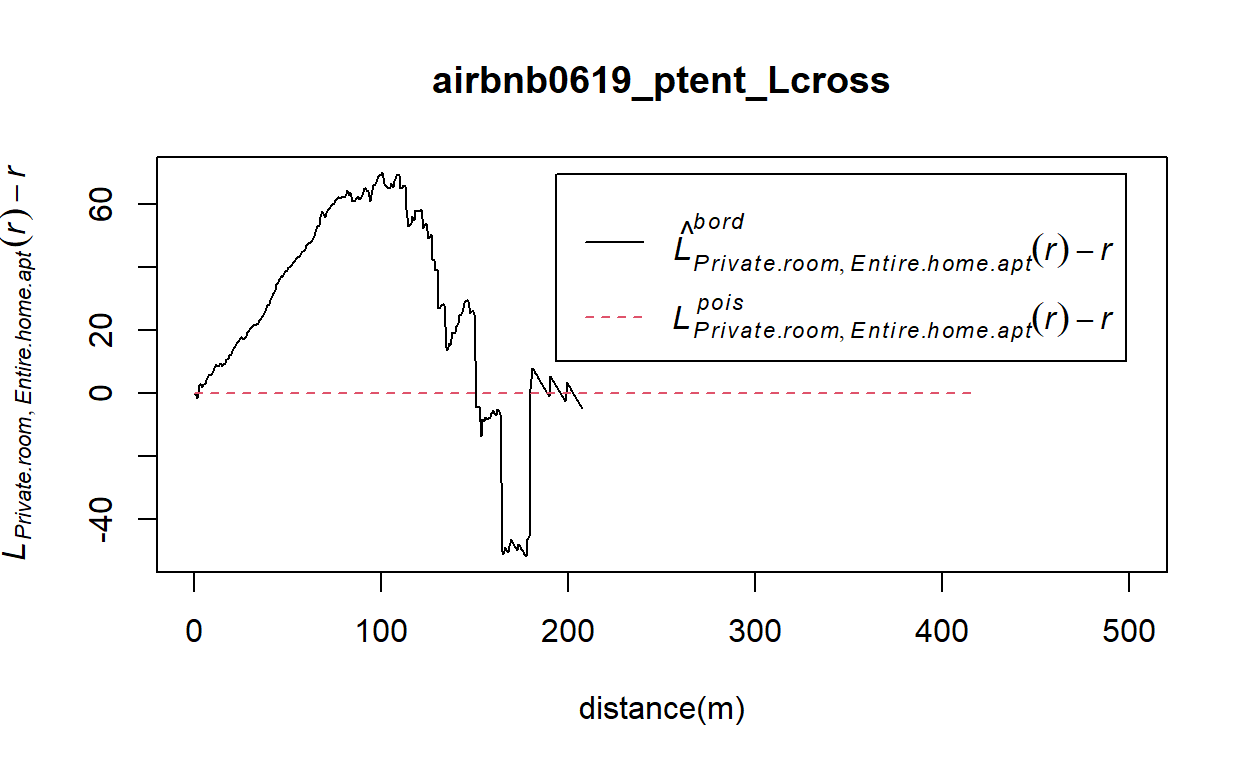 airbnb0619_ptent_Lcross
L Private.room, Entire.home.apt (r) − r
60
20
0
-40
L̂ bord Private.room, Entire.home.apt (r) − r
L pois Private.room, Entire.home.apt (r) − r
0 100 200 300 400 500
distance(m)